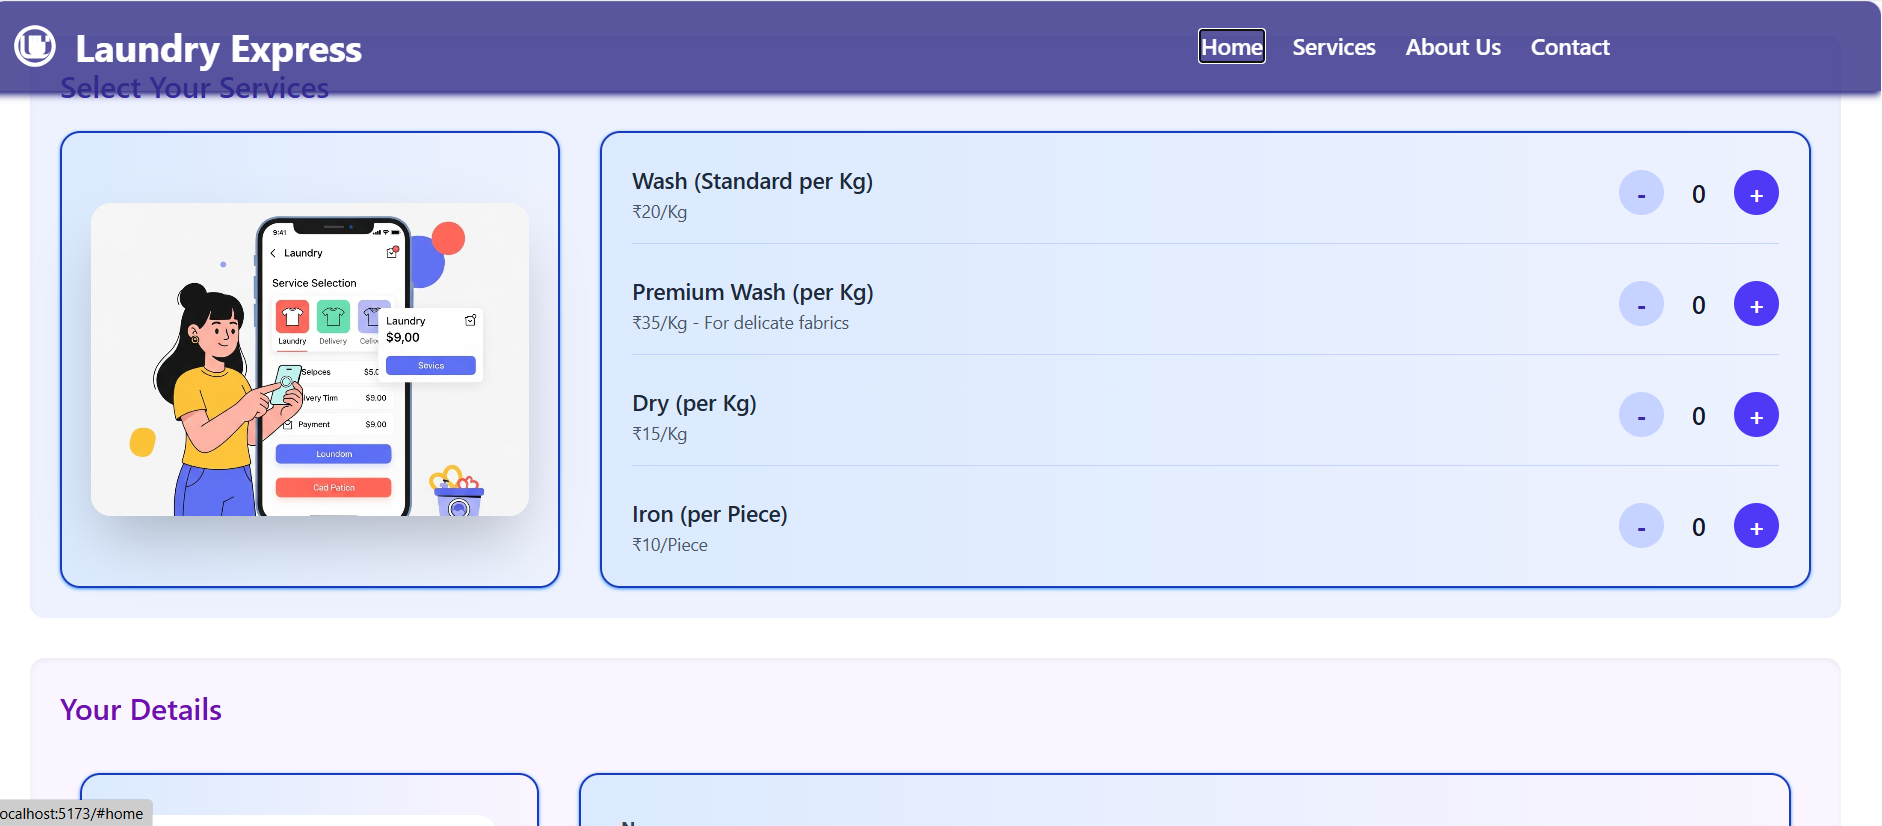 Laundry Express
Home Services About Us Contact
Select Your Services
9:41
Laundry
Service Selection
Laundry Delivery
Laundry
$9,00
Sevics
Selpces $5.0
ivery Tim $9.00
Payment $9.00
Loundom
Cad Pation
Wash (Standard per Kg)
₹20/Kg
- 0 +
Premium Wash (per Kg)
₹35/Kg - For delicate fabrics
- 0 +
Dry (per Kg)
₹15/Kg
- 0 +
Iron (per Piece)
₹10/Piece
- 0 +
Your Details
ocalhost:5173/#home